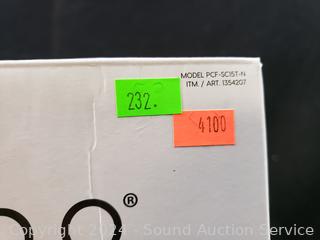 MODEL PCF-SC15T-N
ITM. / ART. 1354207
232.
4100
®
Copyright 2024 - Sound Auction Service